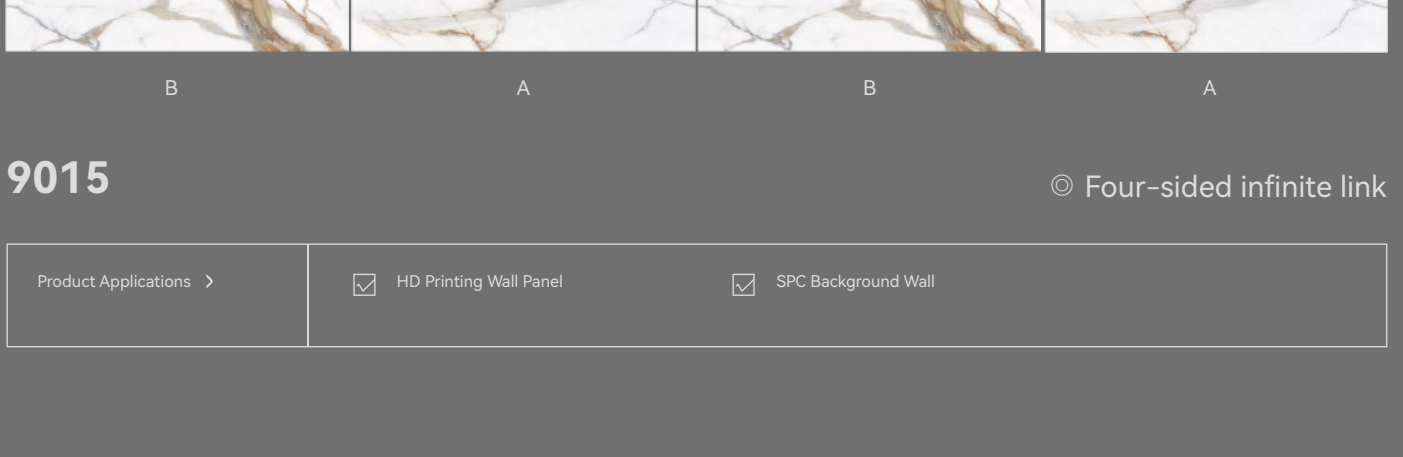 B A B A
9015
◎ Four-sided infinite link
Product Applications > ☑ HD Printing Wall Panel ☑ SPC Background Wall